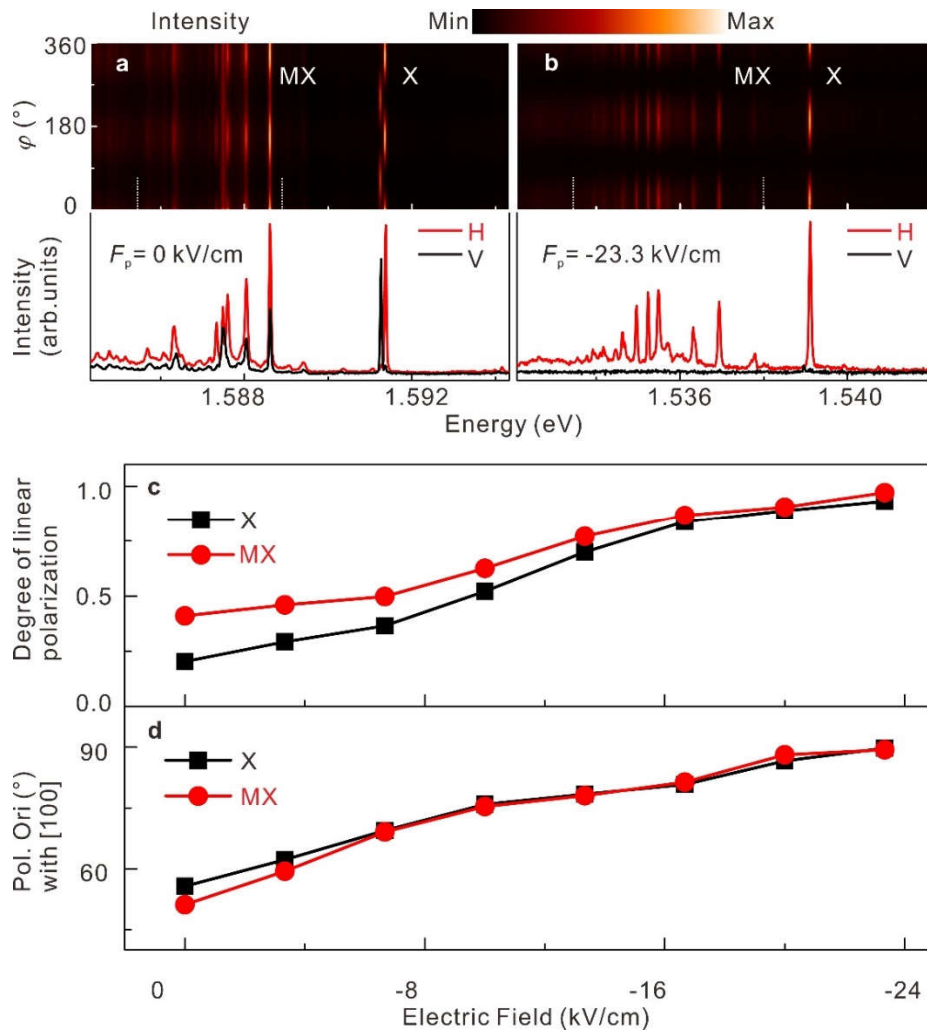 Intensity Min Max
a MX X b MX X
360
180
0
φ (°)
F_p = 0 kV/cm H V
F_p = -23.3 kV/cm H V
Intensity
(arb.units)
1.588 1.592 1.536 1.540
Energy (eV)
c
X
MX
1.0
0.5
0.0
Degree of linear
polarization
d
X
MX
90
60
Pol. Ori (°)
with [100]
0 -8 -16 -24
Electric Field (kV/cm)